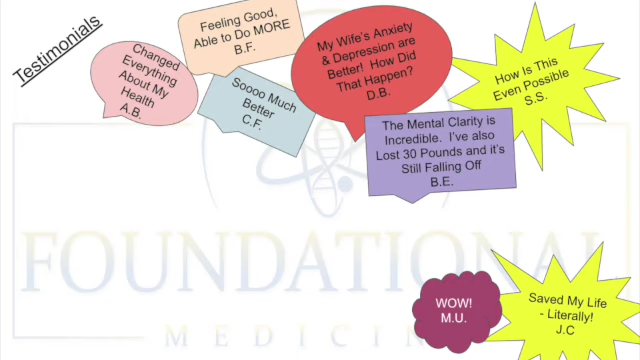 Testimonials
Changed
Everything
About My
Health
A.B.
Feeling Good,
Able to Do MORE
B.F.
Soooo Much
Better
C.F.
My Wife's Anxiety
& Depression are
Better!  How Did
That Happen?
D.B.
How Is This
Even Possible
S.S.
The Mental Clarity is
Incredible.  I've also
Lost 30 Pounds and it's
Still Falling Off
B.E.
FOUNDATIONAL
MEDICIN
WOW!
M.U.
Saved My Life
- Literally!
J.C